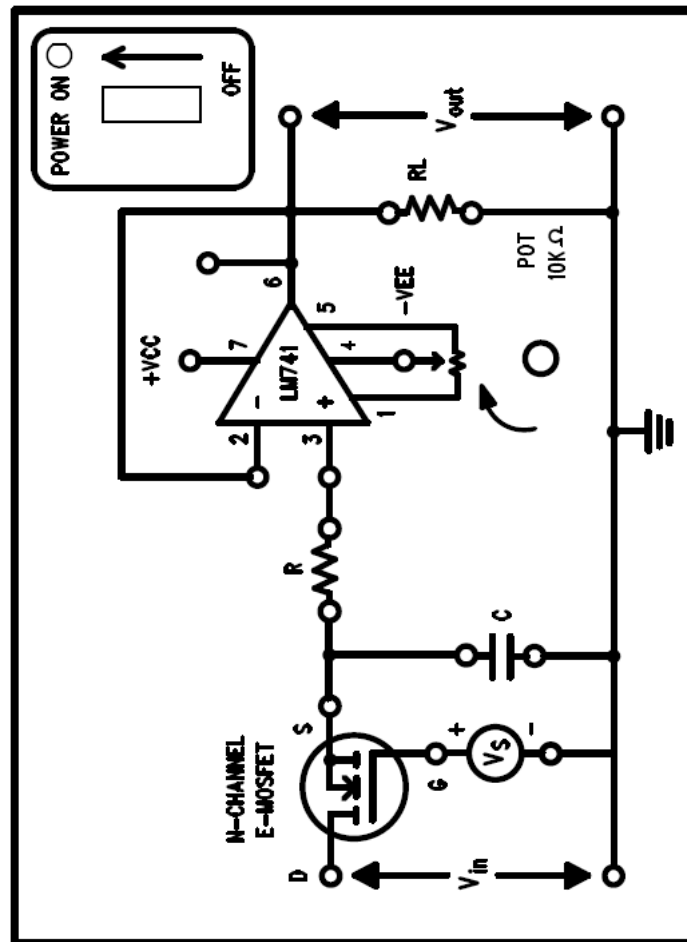 POWER ON
OFF
+VCC
7
6
2
-
LM741
3
+
1
4
5
-VEE
POT
10KΩ
RL
Vout
R
C
N-CHANNEL
E-MOSFET
D
S
G
+
VS
-
Vin